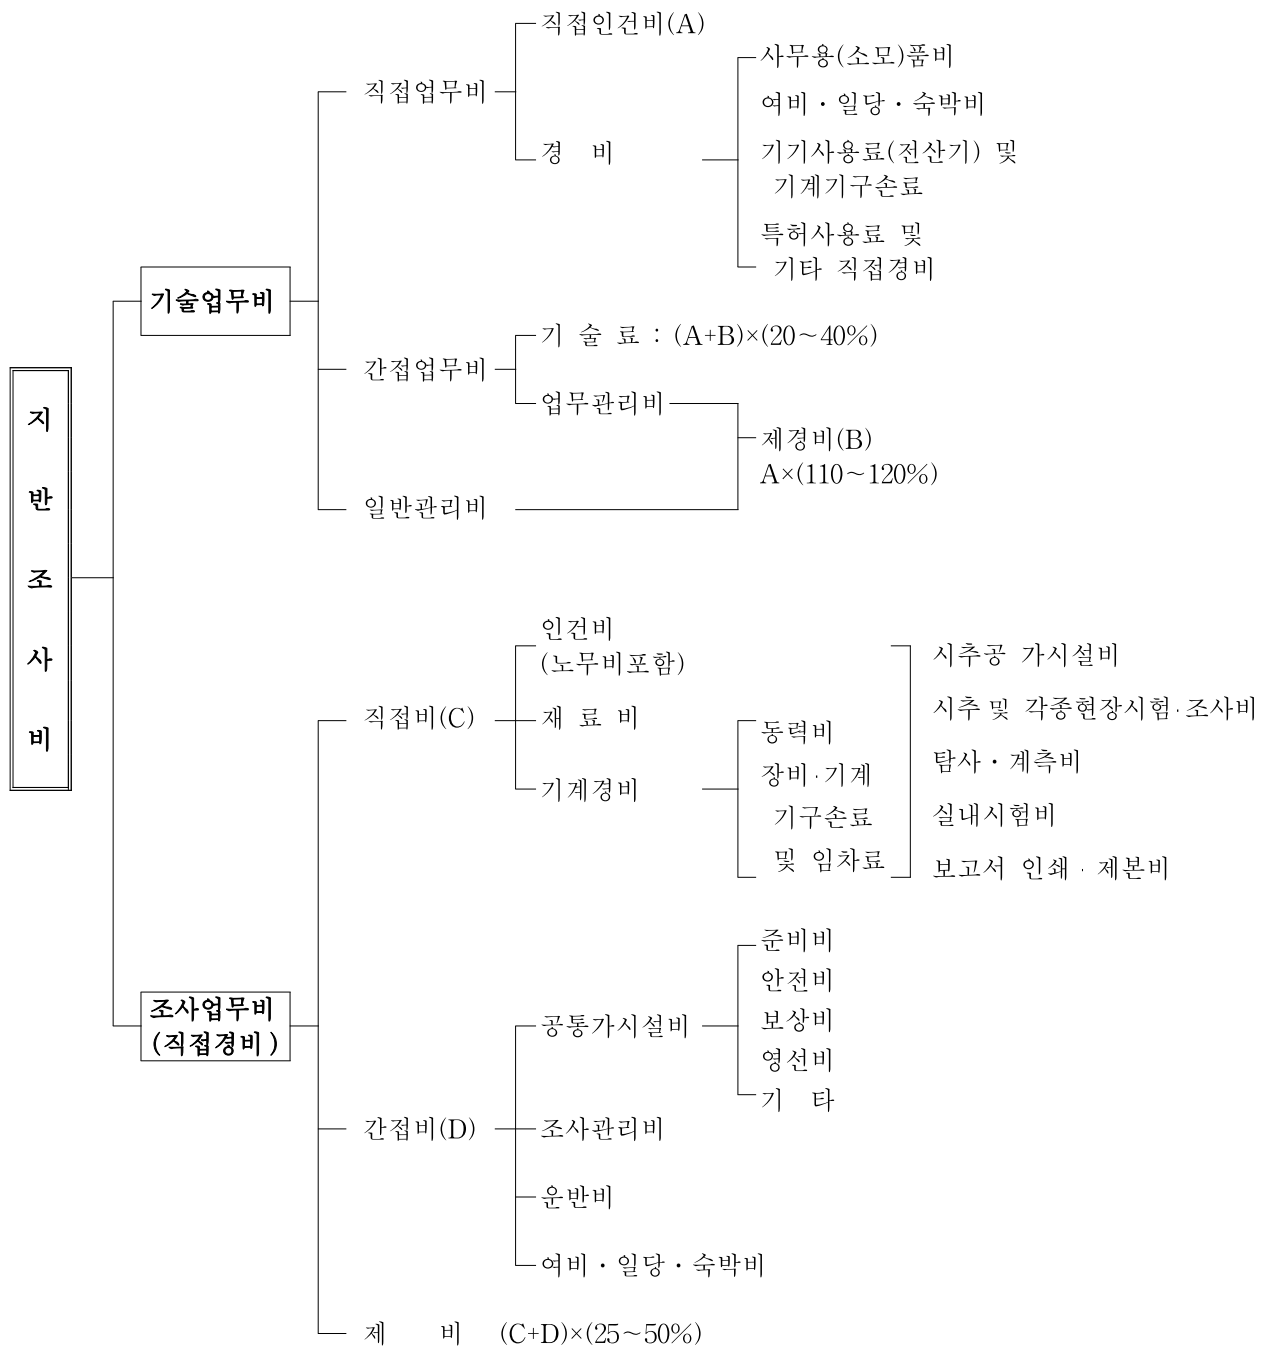 지
반
조
사
비
기술업무비
직접업무비
직접인건비(A)
경 비
사무용(소모)품비
여비・일당・숙박비
기기사용료(전산기) 및
기계기구손료
특허사용료 및
기타 직접경비
간접업무비
기 술 료 : (A+B)×(20∼40%)
업무관리비
제경비(B)
A×(110∼120%)
일반관리비
조사업무비
(직접경비)
직접비(C)
인건비
(노무비포함)
재 료 비
기계경비
동력비
장비·기계
기구손료
및 임차료
시추공 가시설비
시추 및 각종현장시험·조사비
탐사・계측비
실내시험비
보고서 인쇄·제본비
간접비(D)
공통가시설비
준비비
안전비
보상비
영선비
기 타
조사관리비
운반비
여비・일당・숙박비
제 비 (C+D)×(25∼50%)